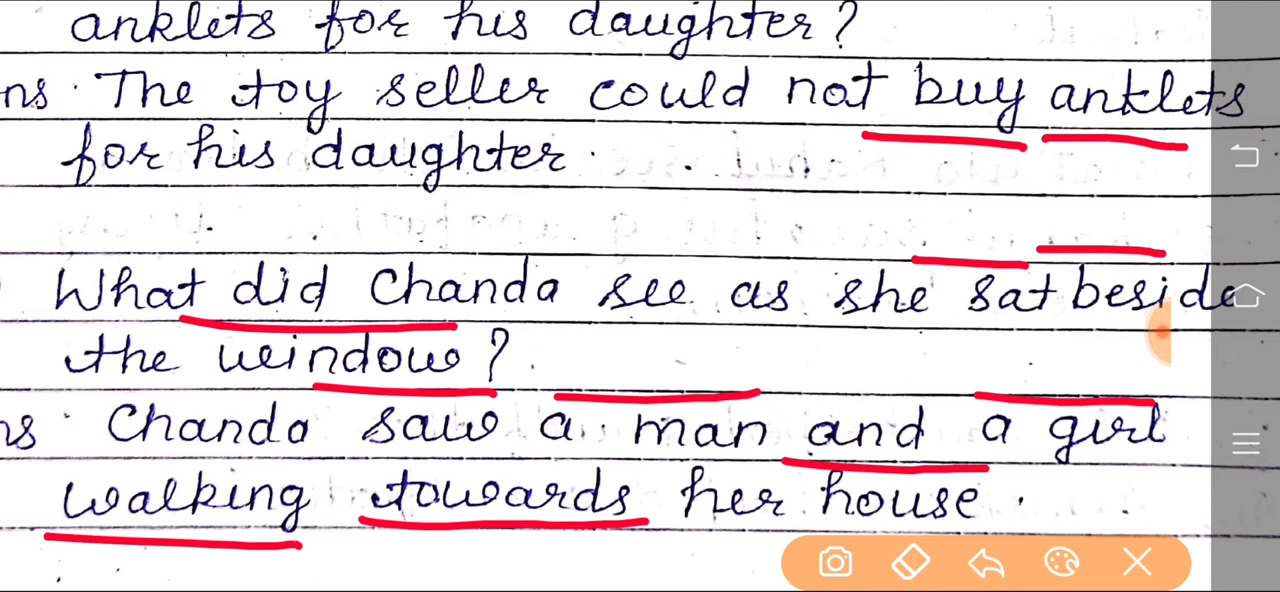 anklets for his daughter?
ns. The toy seller could not buy anklets
for his daughter.
What did Chanda see as she sat beside
the window?
ns. Chanda saw a man and a girl
walking towards her house.